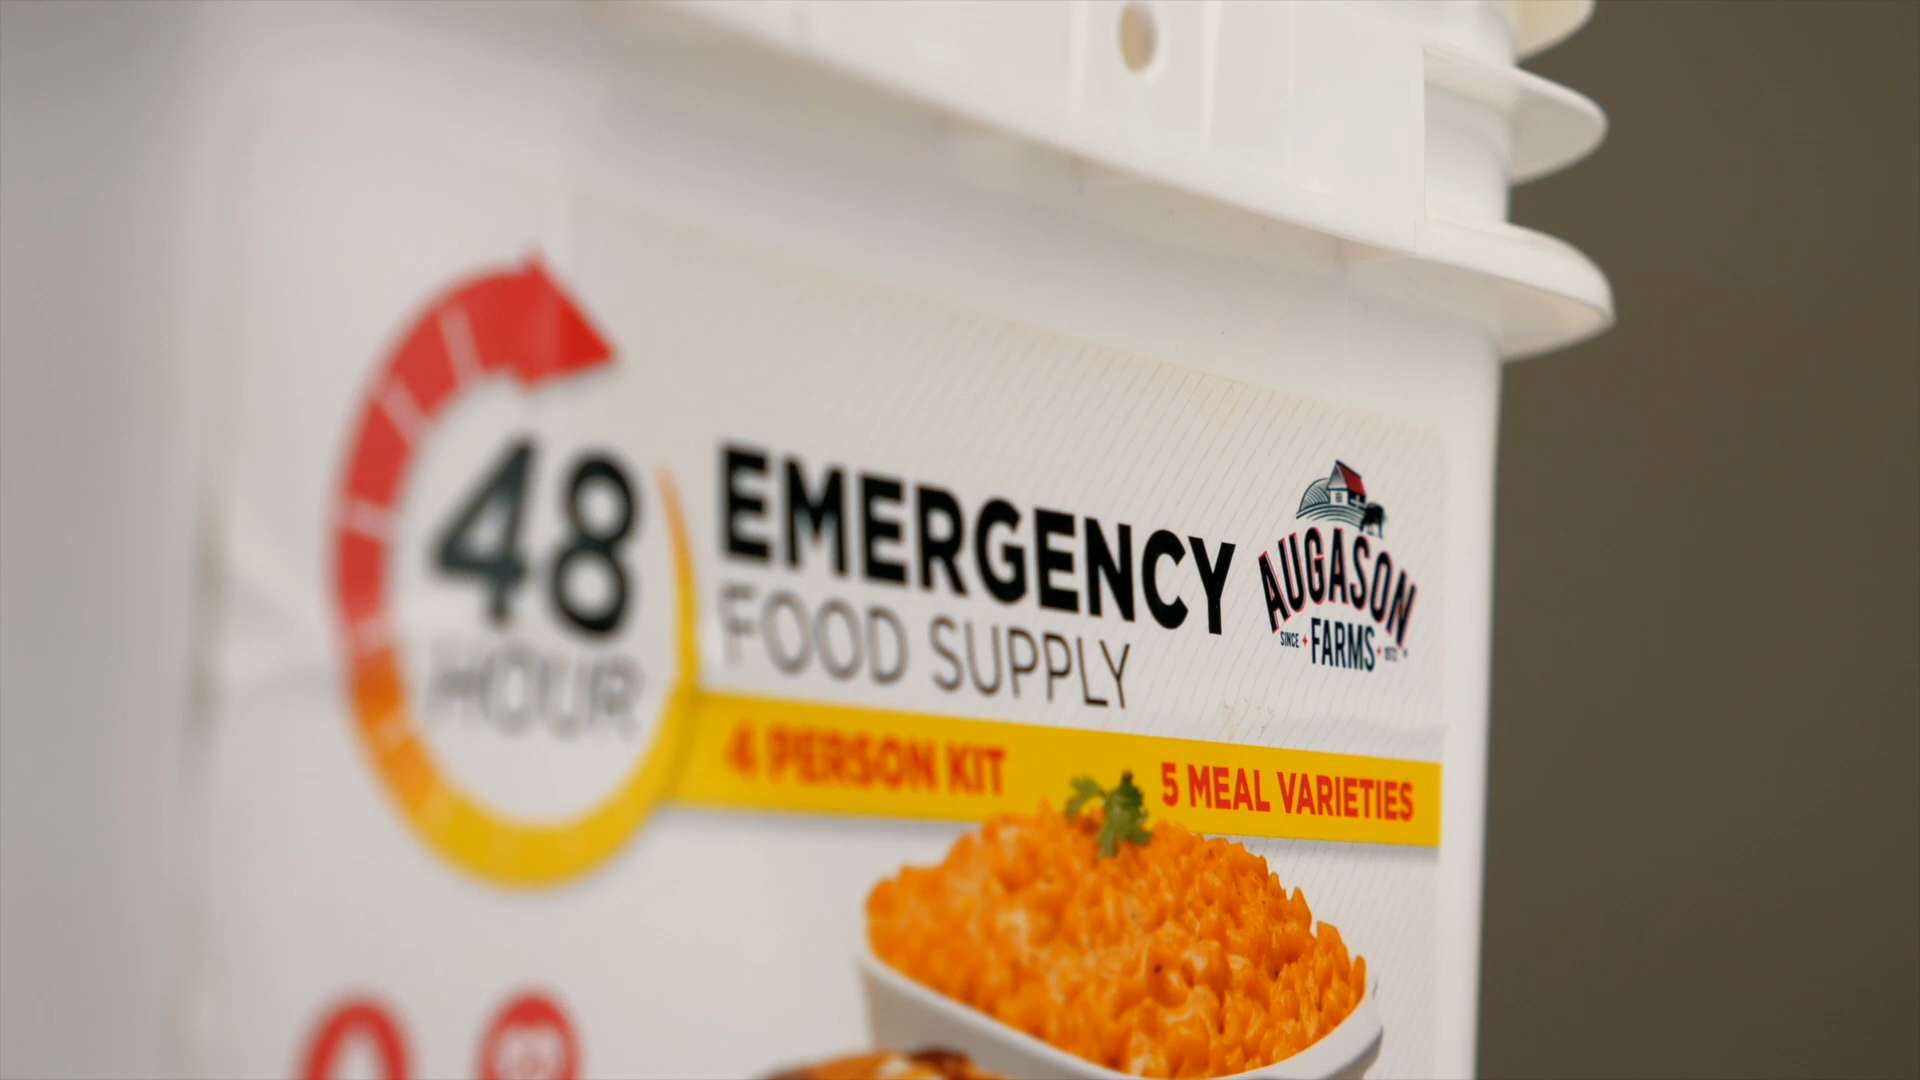 48
HOUR
EMERGENCY
FOOD SUPPLY
AUGASON
SINCE FARMS
4 PERSON KIT
5 MEAL VARIETIES